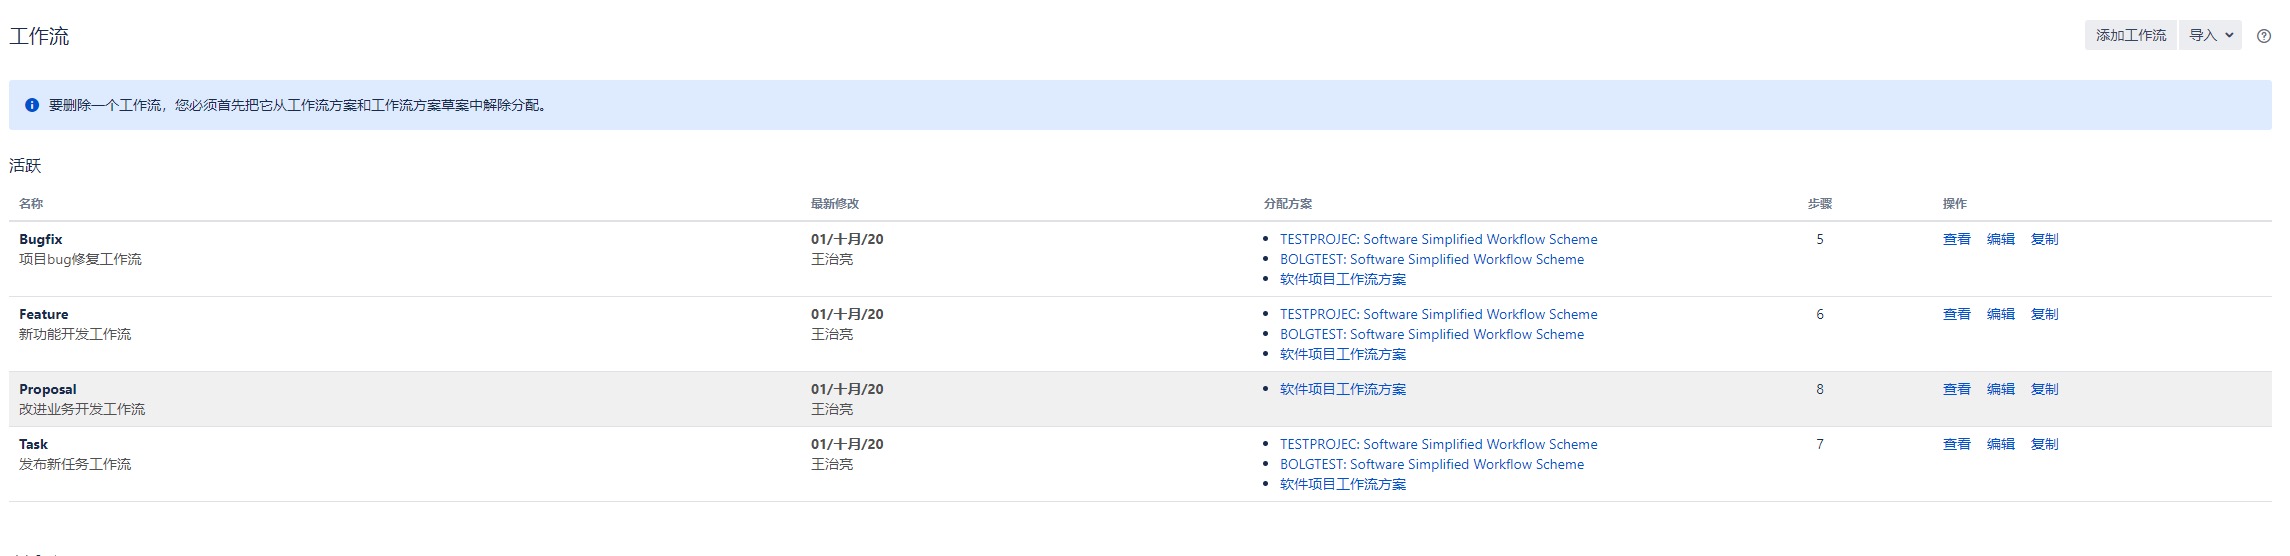 工作流
添加工作流 导入
要删除一个工作流，您必须首先把它从工作流方案和工作流方案草案中解除分配。
活跃
名称 最新修改 分配方案 步骤 操作
Bugfix 01/十月/20 TESTPROJEC: Software Simplified Workflow Scheme 5 查看 编辑 复制
项目bug修复工作流 王治亮 BOLGTEST: Software Simplified Workflow Scheme
软件项目工作流方案
Feature 01/十月/20 TESTPROJEC: Software Simplified Workflow Scheme 6 查看 编辑 复制
新功能开发工作流 王治亮 BOLGTEST: Software Simplified Workflow Scheme
软件项目工作流方案
Proposal 01/十月/20 软件项目工作流方案 8 查看 编辑 复制
改进业务开发工作流 王治亮
Task 01/十月/20 TESTPROJEC: Software Simplified Workflow Scheme 7 查看 编辑 复制
发布新任务工作流 王治亮 BOLGTEST: Software Simplified Workflow Scheme
软件项目工作流方案